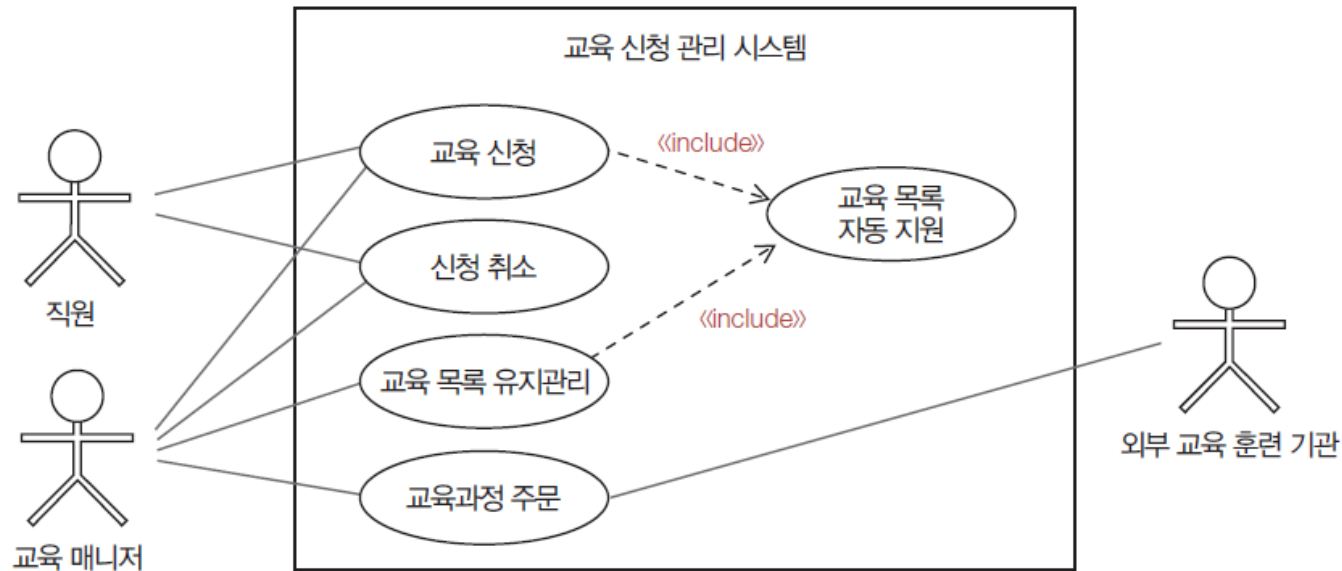 교육 신청 관리 시스템
교육 신청
《include》
교육 목록
자동 지원
신청 취소
직원
《include》
교육 목록 유지관리
외부 교육 훈련 기관
교육과정 주문
교육 매니저